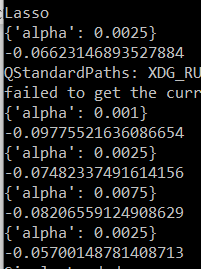 Lasso
{'alpha': 0.0025}
-0.06623146893527884
QStandardPaths: XDG_RU
failed to get the curr
{'alpha': 0.001}
-0.09775521636086654
{'alpha': 0.0025}
-0.07482337491614156
{'alpha': 0.0075}
-0.08206559124908629
{'alpha': 0.0025}
-0.05700148781408713